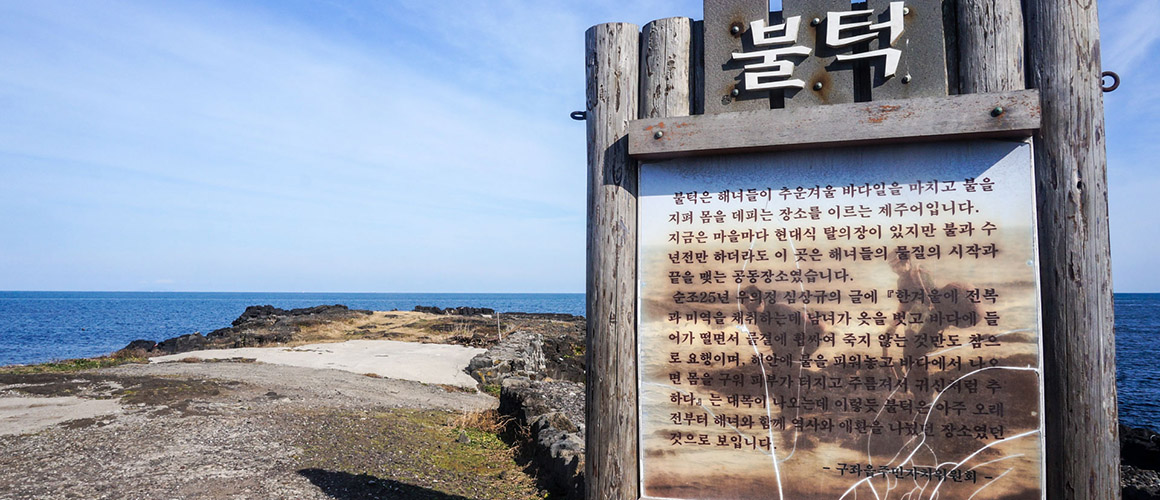 불턱
불턱은 해녀들이 추운겨울 바다일을 마치고 불을
지펴 몸을 데피는 장소를 이르는 제주어입니다.
지금은 마을마다 현대식 탈의장이 있지만 불과 수
년전만 하더라도 이 곳은 해녀들의 물질의 시작과
끝을 맺는 공동장소였습니다.
순조25년 우의정 심상규의 글에 『한겨울에 전복
과 미역을 채취하는데 남녀가 옷을 벗고 바다에 들
어가 떨면서 물결에 휩싸여 죽지 않는 것만도 참으
로 요행이며, 해안에 불을 피워놓고 바다에서 나오
면 몸을 구워 피부가 터지고 주름져서 귀신처럼 추
하다』는 대목이 나오는데 이렇듯 불턱은 아주 오래
전부터 해녀와 함께 역사와 애환을 나눴던 장소였던
것으로 보입니다.
- 구좌읍주민자치위원회 -